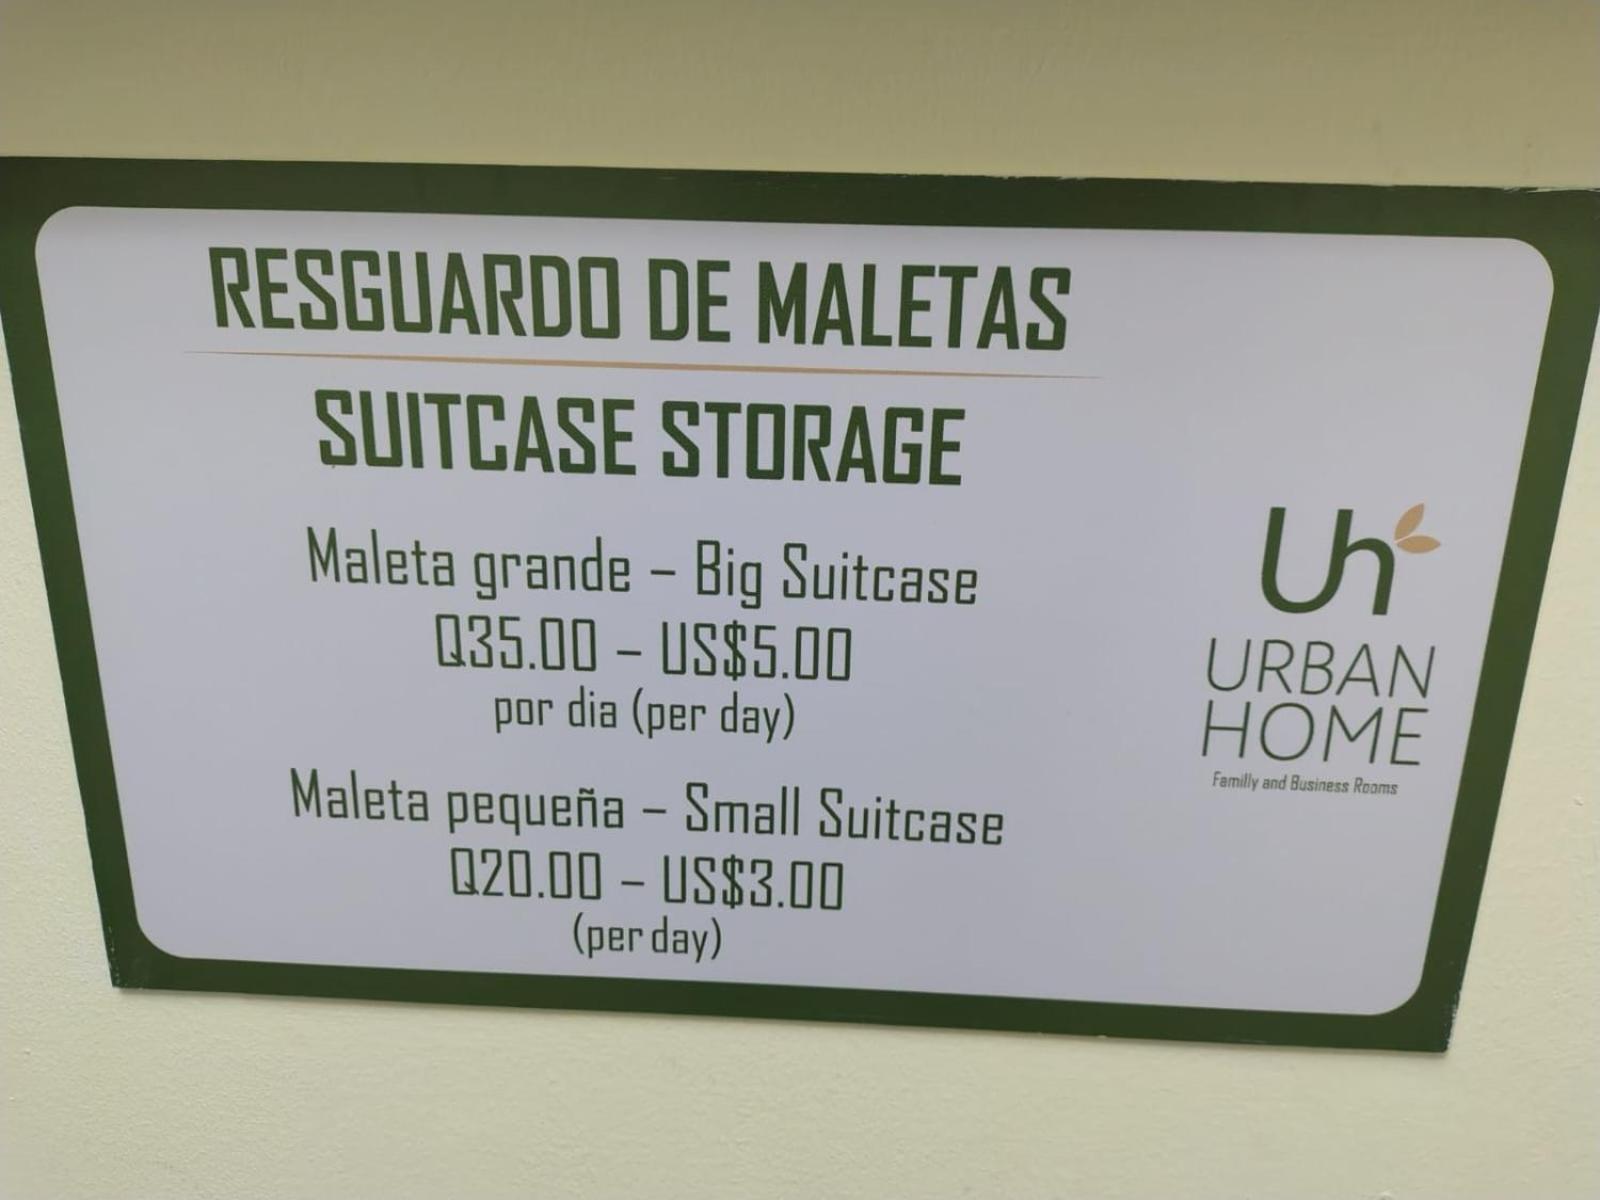 RESGUARDO DE MALETAS
SUITCASE STORAGE
Maleta grande – Big Suitcase
Q35.00 – US$5.00
por dia (per day)
Maleta pequeña – Small Suitcase
Q20.00 – US$3.00
(per day)
Uh
URBAN
HOME
Familly and Business Rooms